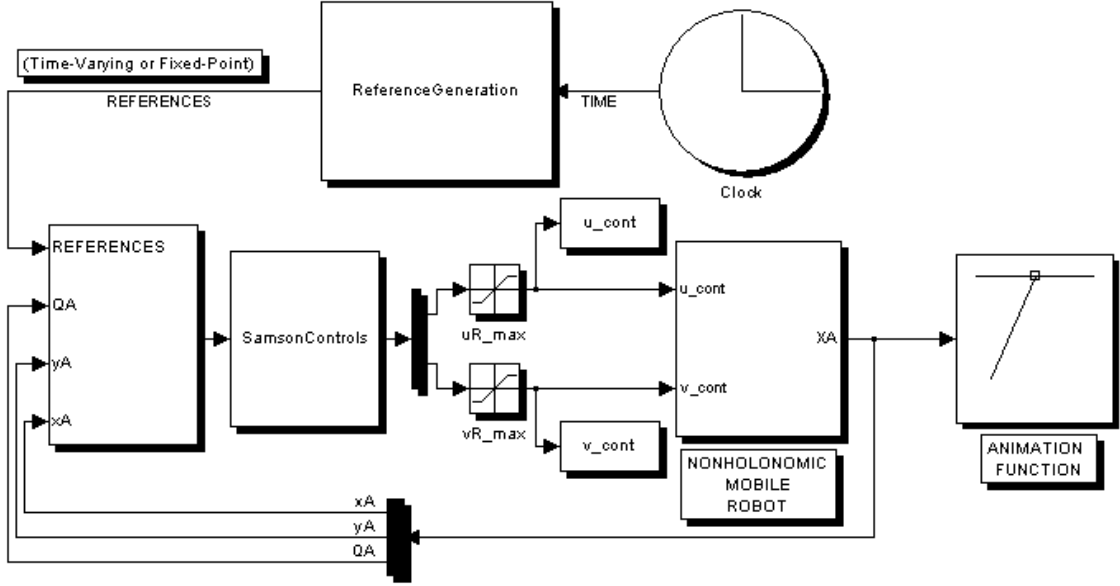 (Time-Varying or Fixed-Point)
REFERENCES
ReferenceGeneration
TIME
Clock
REFERENCES
QA
yA
xA
SamsonControls
uR_max
vR_max
u_cont
v_cont
u_cont
v_cont
XA
NONHOLONOMIC
MOBILE
ROBOT
ANIMATION
FUNCTION
xA
yA
QA